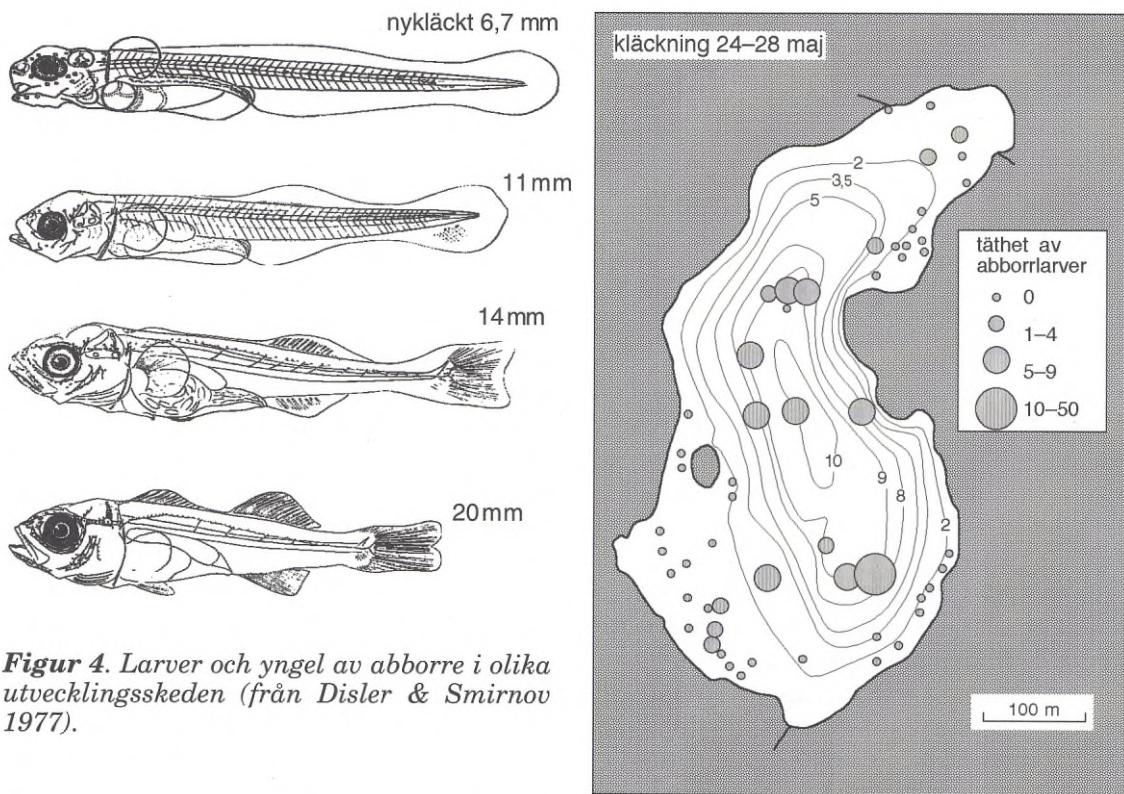 nykläckt 6,7 mm
11 mm
14 mm
20 mm
Figur 4. Larver och yngel av abborre i olika
utvecklingsskeden (från Disler & Smirnov
1977).
kläckning 24–28 maj
2
3,5
5
10
9
8
2
täthet av
abborrlarver
0
1–4
5–9
10–50
100 m